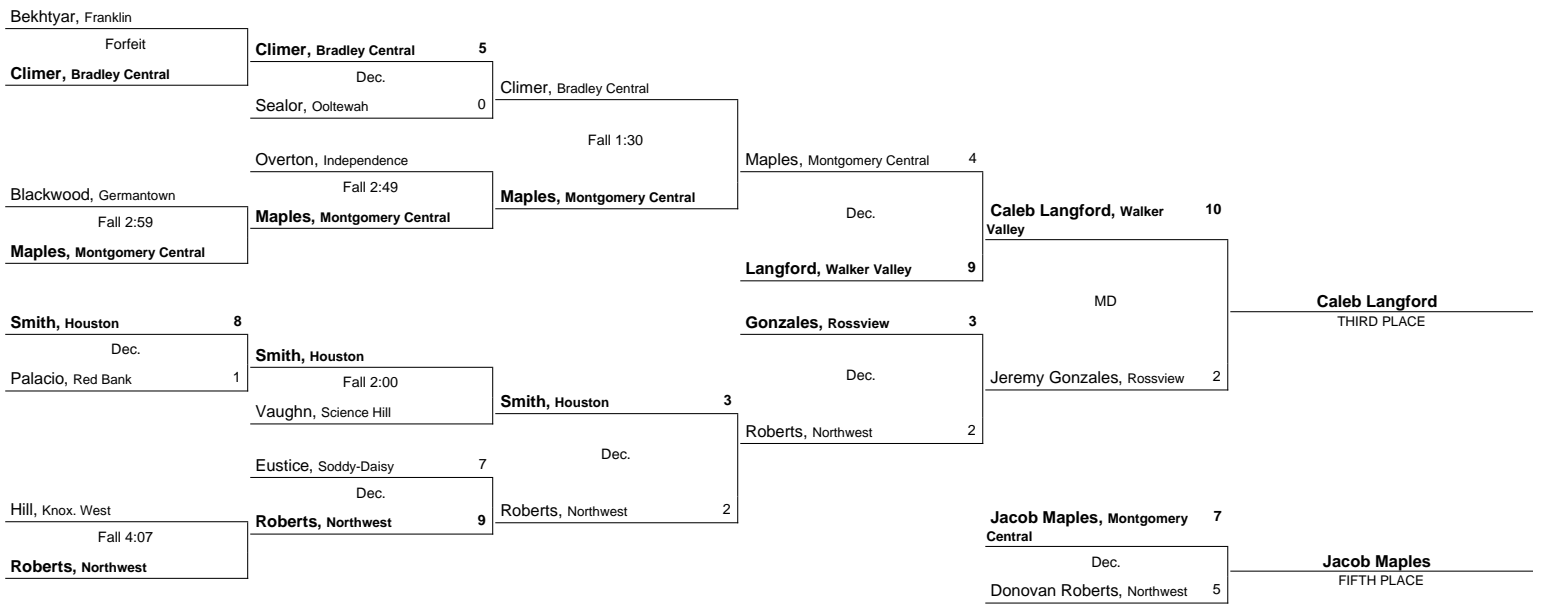 Bekhtyar, Franklin
Forfeit
Climer, Bradley Central
Blackwood, Germantown
Fall 2:59
Maples, Montgomery Central
Smith, Houston 8
Dec.
Palacio, Red Bank 1
Hill, Knox. West
Fall 4:07
Roberts, Northwest
Climer, Bradley Central 5
Dec.
Sealor, Ooltewah 0
Overton, Independence
Fall 2:49
Maples, Montgomery Central
Smith, Houston
Fall 2:00
Vaughn, Science Hill
Eustice, Soddy-Daisy 7
Dec.
Roberts, Northwest 9
Climer, Bradley Central
Fall 1:30
Maples, Montgomery Central
Smith, Houston 3
Dec.
Roberts, Northwest 2
Maples, Montgomery Central 4
Dec.
Langford, Walker Valley 9
Gonzales, Rossview 3
Dec.
Roberts, Northwest 2
Caleb Langford, Walker 10
Valley
MD
Jeremy Gonzales, Rossview 2
Caleb Langford
THIRD PLACE
Jacob Maples, Montgomery 7
Central
Dec.
Donovan Roberts, Northwest 5
Jacob Maples
FIFTH PLACE